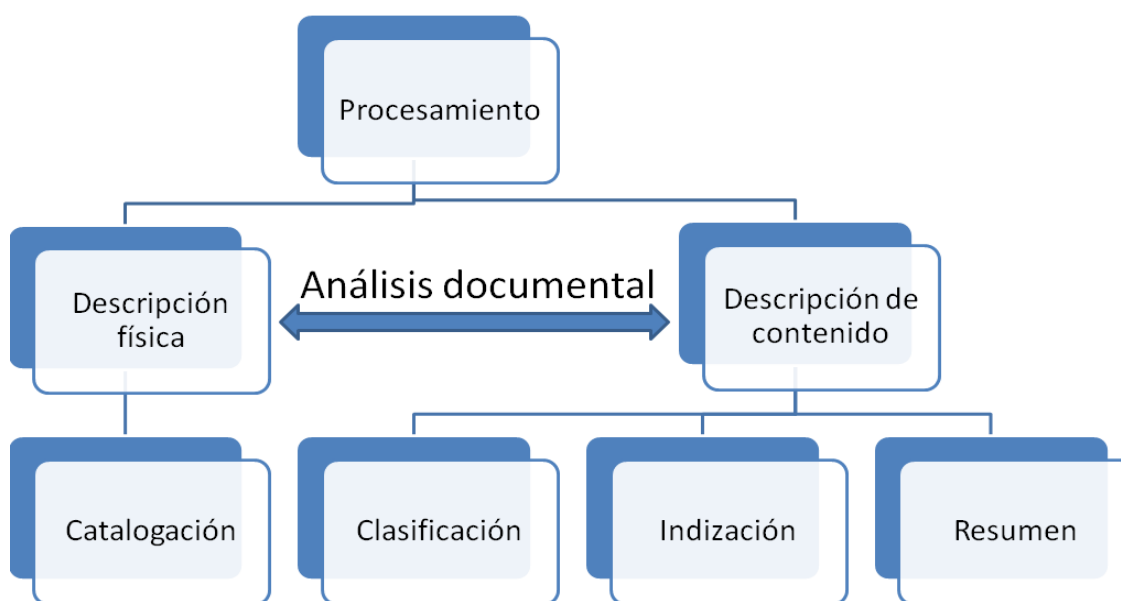 Procesamiento
Análisis documental
Descripción
física
Descripción de
contenido
Catalogación
Clasificación
Indización
Resumen